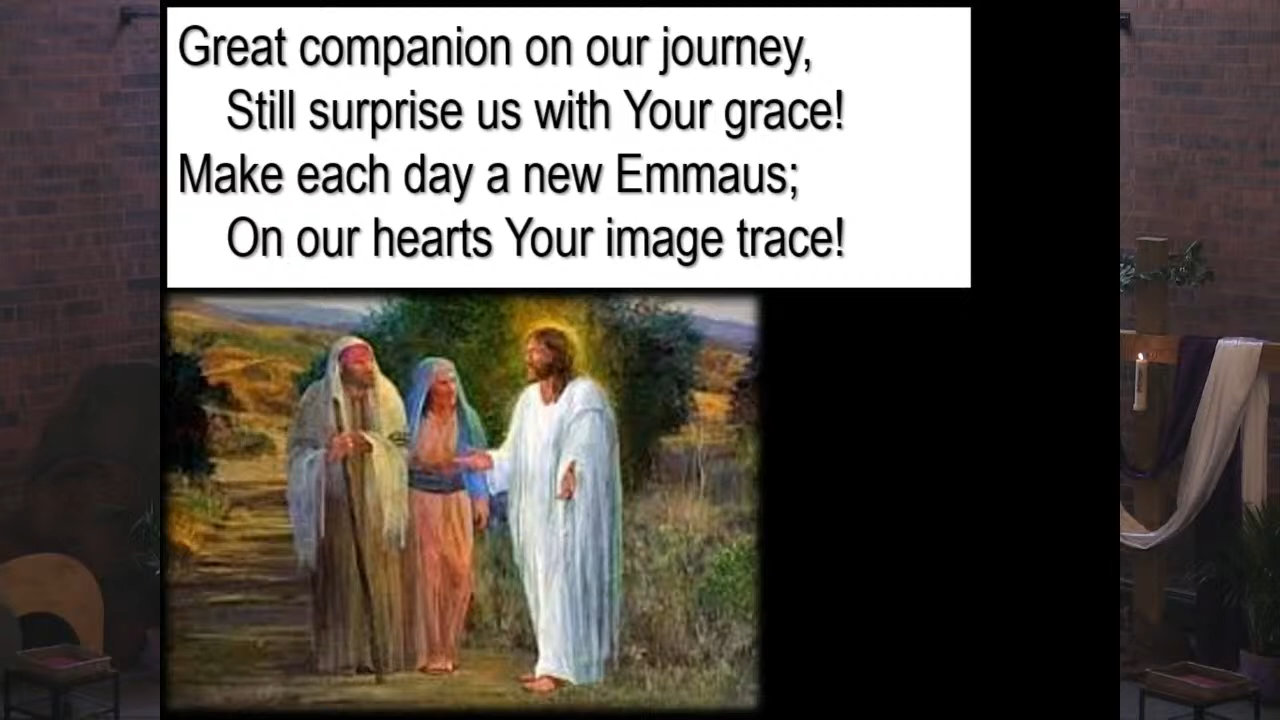 Great companion on our journey,
Still surprise us with Your grace!
Make each day a new Emmaus;
On our hearts Your image trace!